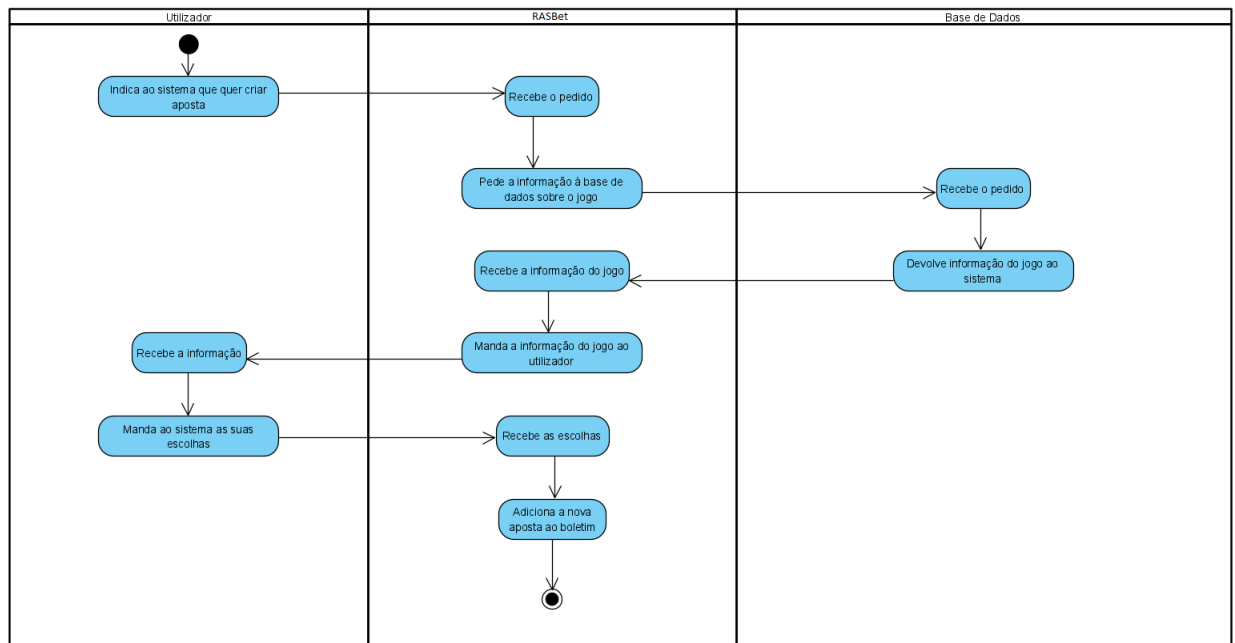 Utilizador
RASBet
Base de Dados
Indica ao sistema que quer criar
aposta
Recebe o pedido
Pede a informação à base de
dados sobre o jogo
Recebe o pedido
Devolve informação do jogo ao
sistema
Recebe a informação do jogo
Manda a informação do jogo ao
utilizador
Recebe a informação
Manda ao sistema as suas
escolhas
Recebe as escolhas
Adiciona a nova
aposta ao boletim